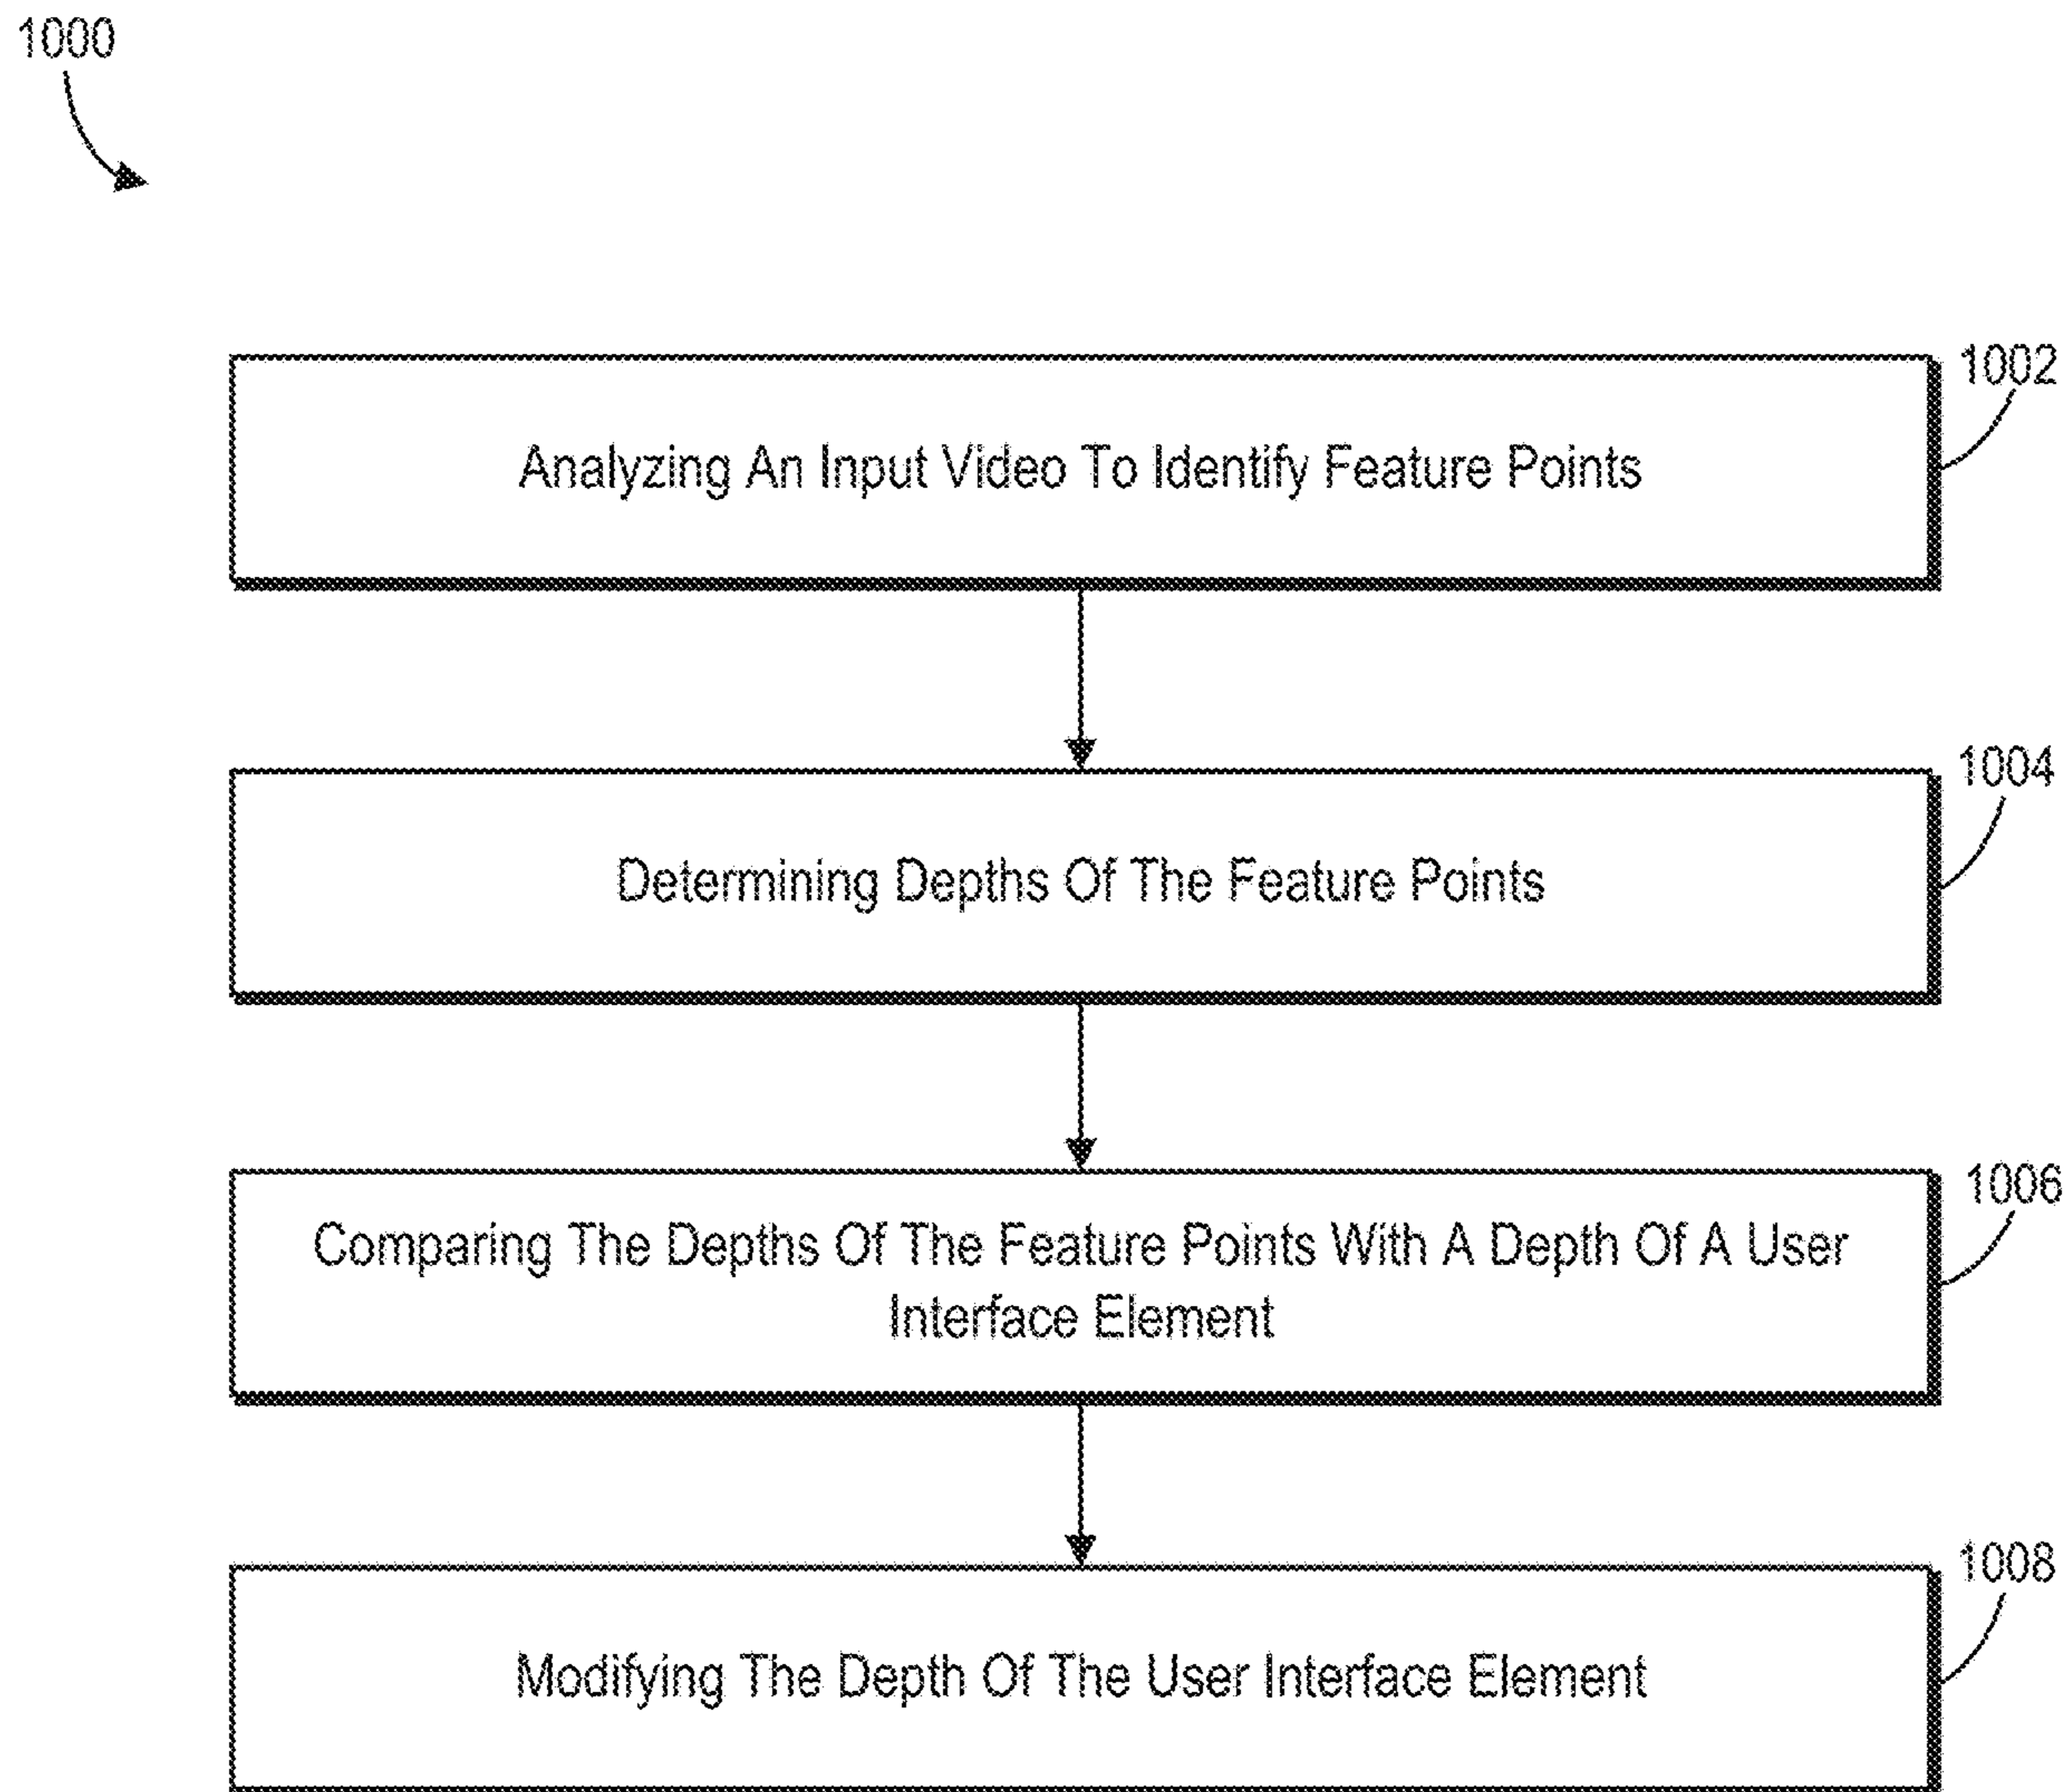 1000
1002
Analyzing An Input Video To Identify Feature Points
1004
Determining Depths Of The Feature Points
1006
Comparing The Depths Of The Feature Points With A Depth Of A User
Interface Element
1008
Modifying The Depth Of The User Interface Element